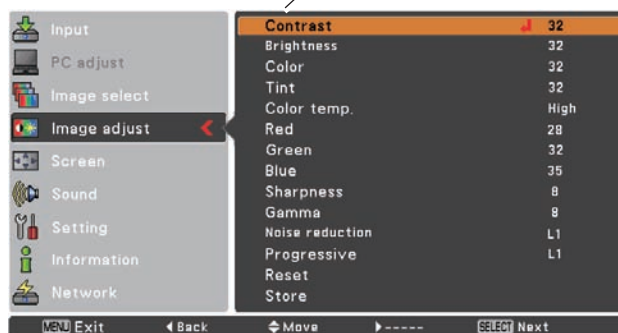 Input
PC adjust
Image select
Image adjust
Screen
Sound
Setting
Information
Network
Contrast 32
Brightness 32
Color 32
Tint 32
Color temp. High
Red 28
Green 32
Blue 35
Sharpness 8
Gamma 8
Noise reduction L1
Progressive L1
Reset
Store
MENU Exit ◀ Back ◆ Move ▶ ----- SELECT Next